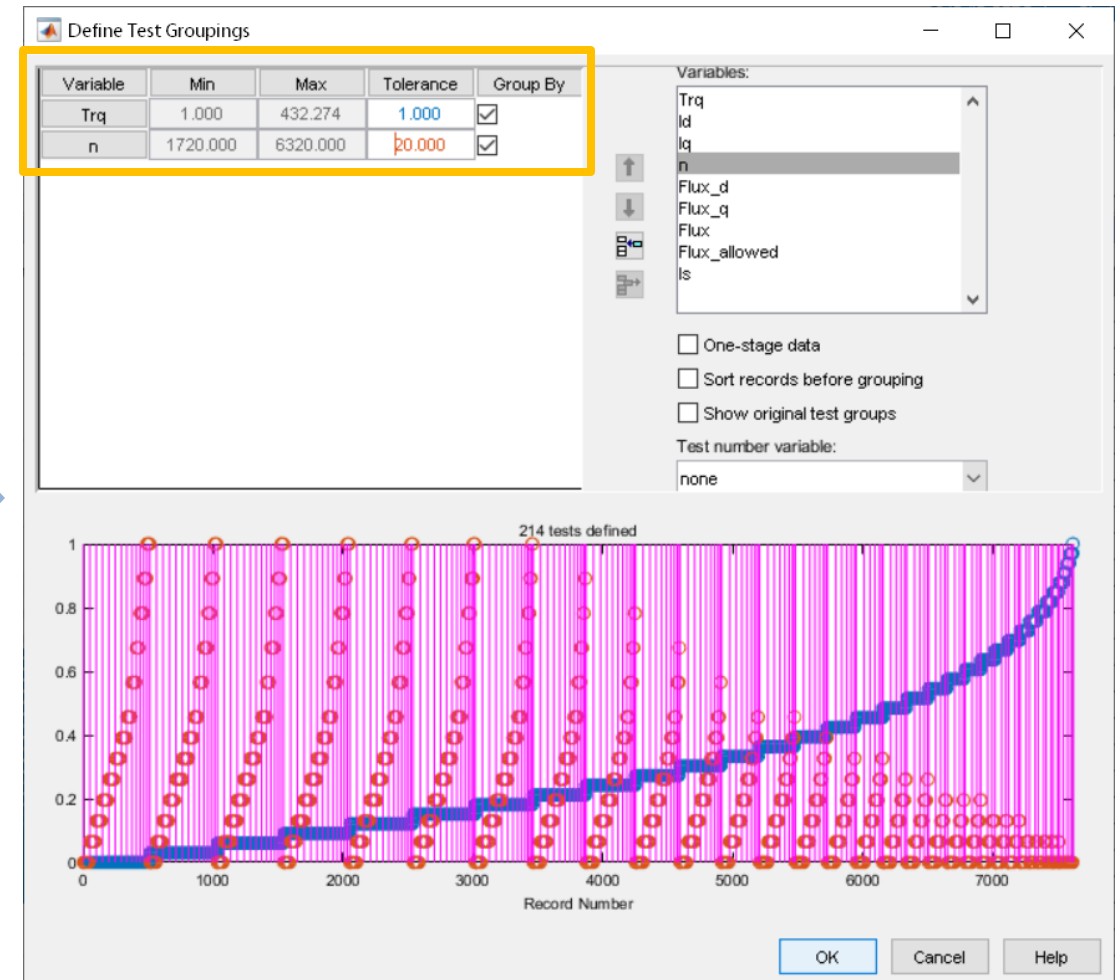 Define Test Groupings
Variable Min Max Tolerance Group By
Trq 1.000 432.274 1.000
n 1720.000 6320.000 20.000
Variables:
Trq
Id
Iq
n
Flux_d
Flux_q
Flux
Flux_allowed
Is
One-stage data
Sort records before grouping
Show original test groups
Test number variable:
none
214 tests defined
1
0.8
0.6
0.4
0.2
0
0 1000 2000 3000 4000 5000 6000 7000
Record Number
OK Cancel Help